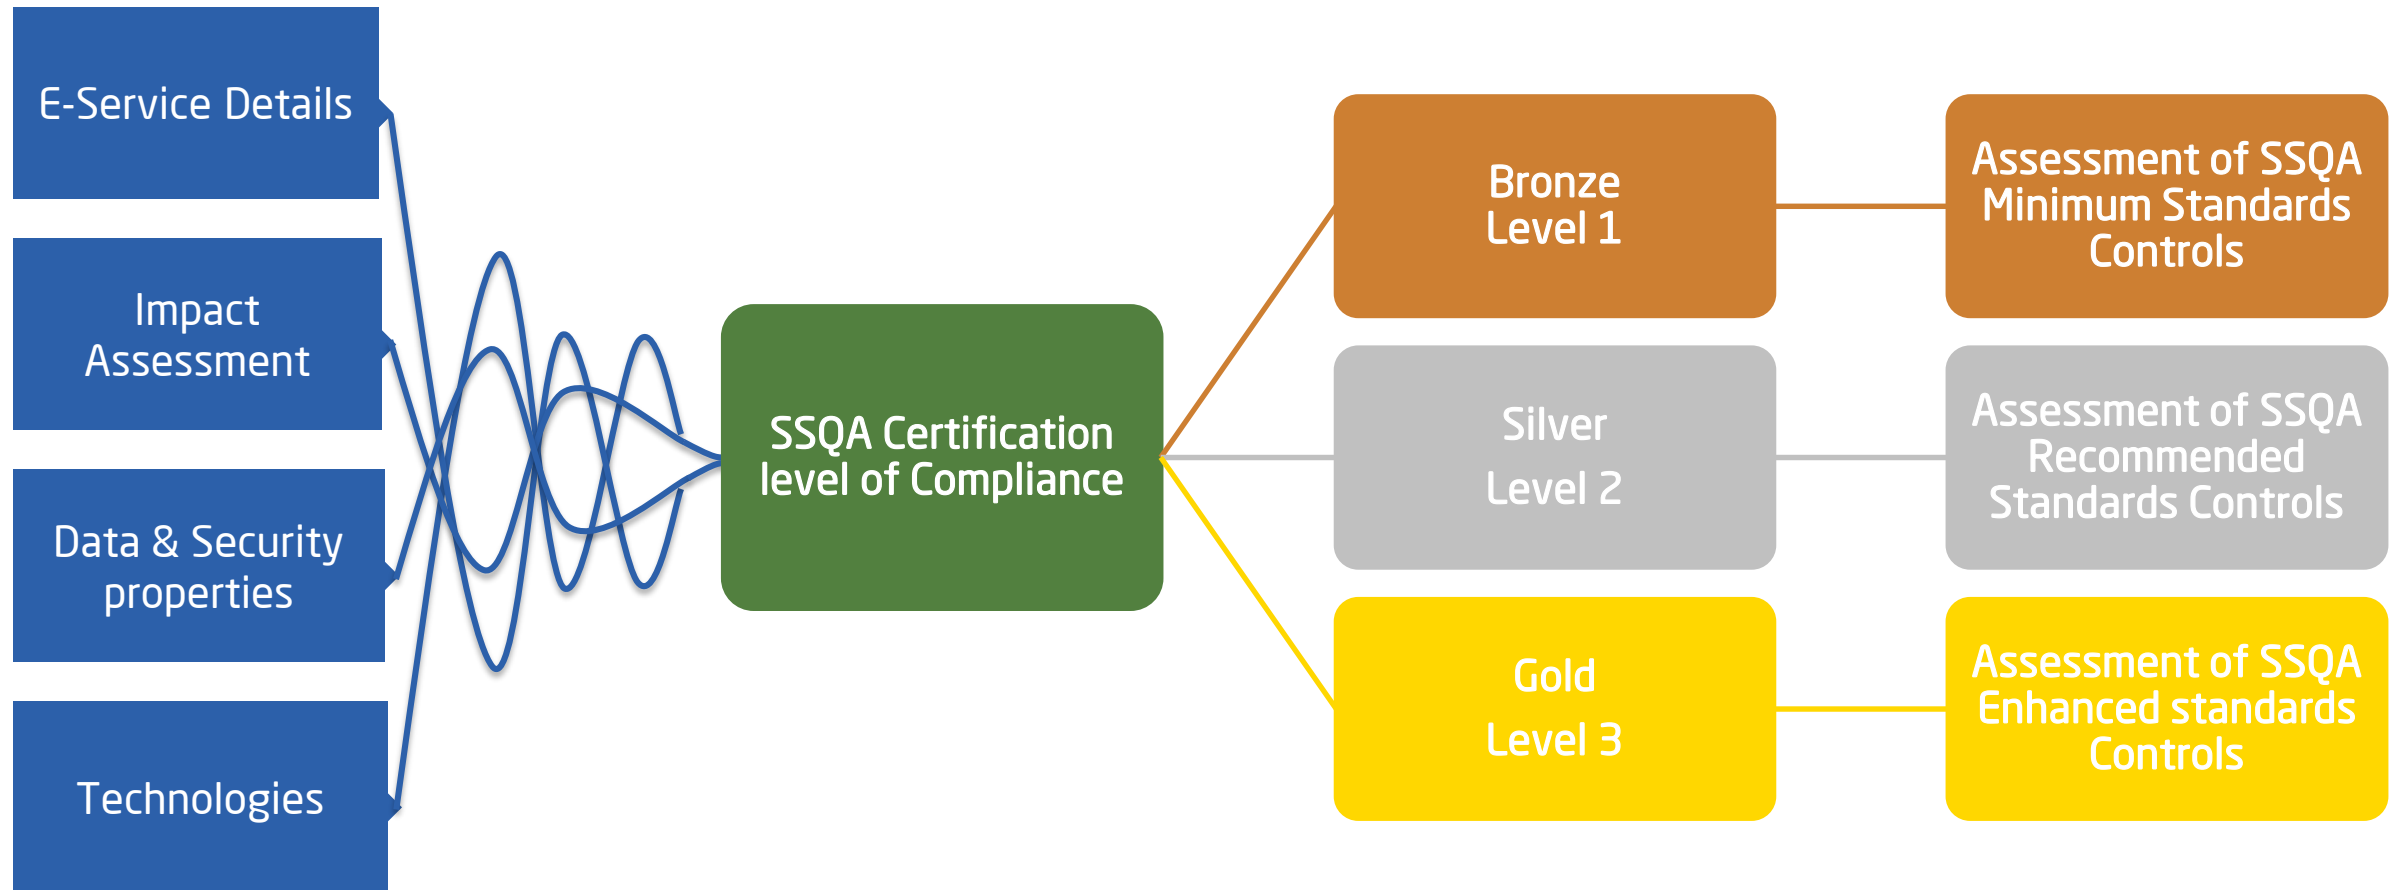 E-Service Details
Impact
Assessment
Data & Security
properties
Technologies
SSQA Certification
level of Compliance
Bronze
Level 1
Assessment of SSQA
Minimum Standards
Controls
Silver
Level 2
Assessment of SSQA
Recommended
Standards Controls
Gold
Level 3
Assessment of SSQA
Enhanced standards
Controls